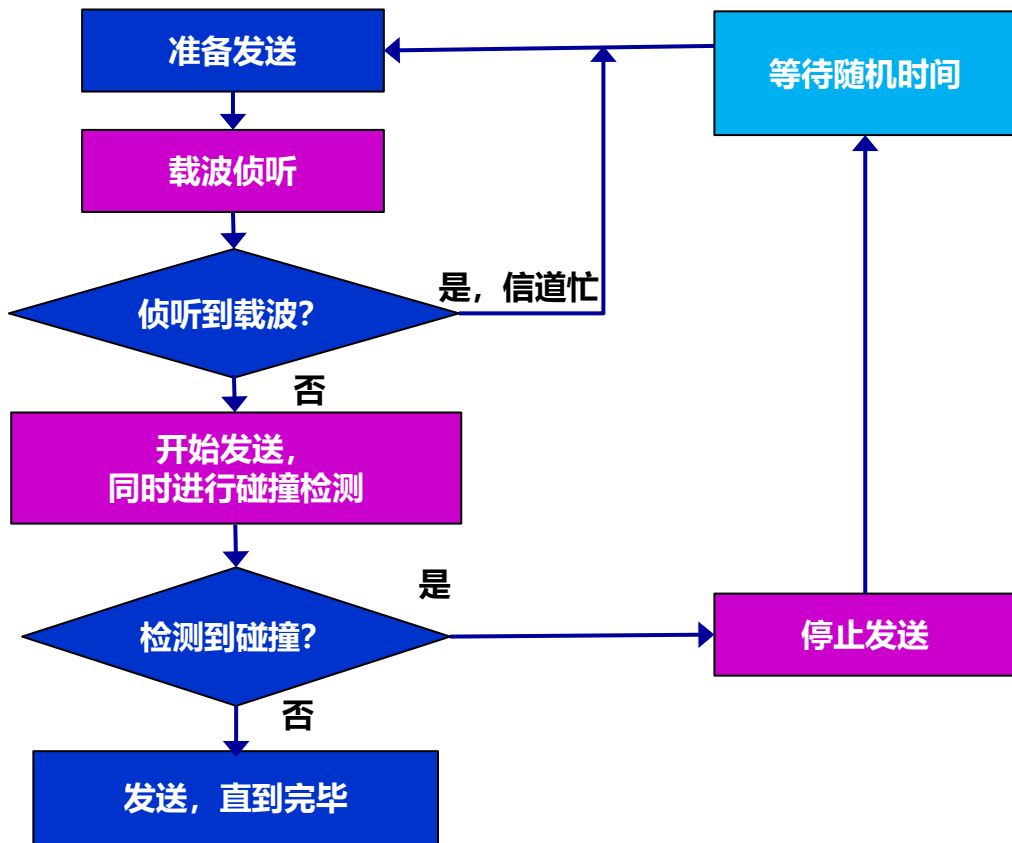 准备发送
等待随机时间
载波侦听
侦听到载波?
是，信道忙
否
开始发送，
同时进行碰撞检测
是
检测到碰撞?
停止发送
否
发送，直到完毕